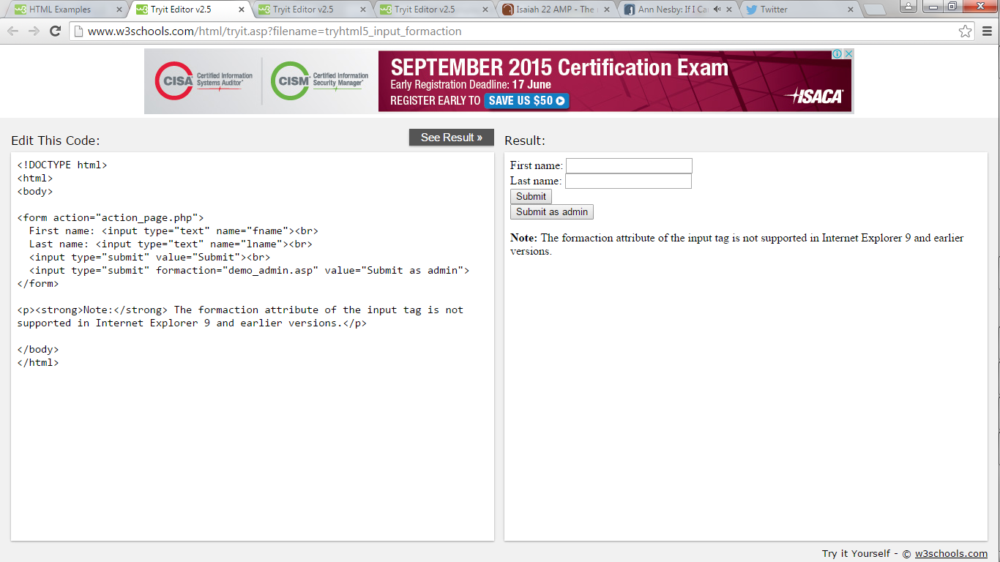 HTML Examples
Tryit Editor v2.5
Tryit Editor v2.5
Tryit Editor v2.5
Isaiah 22 AMP - The
Ann Nesby: If I Ca
Twitter
www.w3schools.com/html/tryit.asp?filename=tryhtml5_input_formaction
CISA Certified Information Systems Auditor®
CISM Certified Information Security Manager®
SEPTEMBER 2015 Certification Exam
Early Registration Deadline: 17 June
REGISTER EARLY TO SAVE US $50
ISACA®
Edit This Code:
See Result »
<!DOCTYPE html>
<html>
<body>
<form action="action_page.php">
First name: <input type="text" name="fname"><br>
Last name: <input type="text" name="lname"><br>
<input type="submit" value="Submit"><br>
<input type="submit" formaction="demo_admin.asp" value="Submit as admin">
</form>
<p><strong>Note:</strong> The formaction attribute of the input tag is not
supported in Internet Explorer 9 and earlier versions.</p>
</body>
</html>
Result:
First name:
Last name:
Submit
Submit as admin
Note: The formaction attribute of the input tag is not supported in Internet Explorer 9 and earlier
versions.
Try it Yourself - © w3schools.com